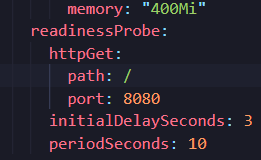 memory: "400Mi"
readinessProbe:
httpGet:
path: /
port: 8080
initialDelaySeconds: 3
periodSeconds: 10